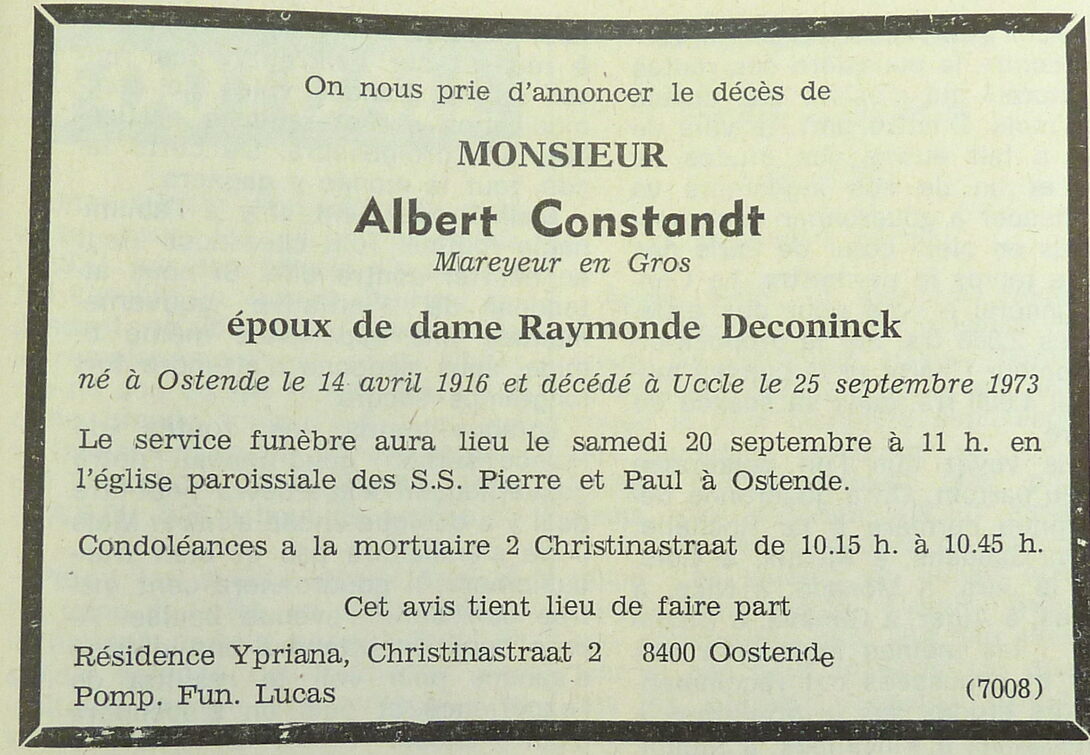 On nous prie d'annoncer le décès de
MONSIEUR
Albert Constandt
Mareyeur en Gros
époux de dame Raymonde Deconinck
né à Ostende le 14 avril 1916 et décédé à Uccle le 25 septembre 1973
Le service funèbre aura lieu le samedi 20 septembre à 11 h. en
l'église paroissiale des S.S. Pierre et Paul à Ostende.
Condoléances a la mortuaire 2 Christinastraat de 10.15 h. à 10.45 h.
Cet avis tient lieu de faire part
Résidence Ypriana, Christinastraat 2 8400 Oostende
Pomp. Fun. Lucas (7008)